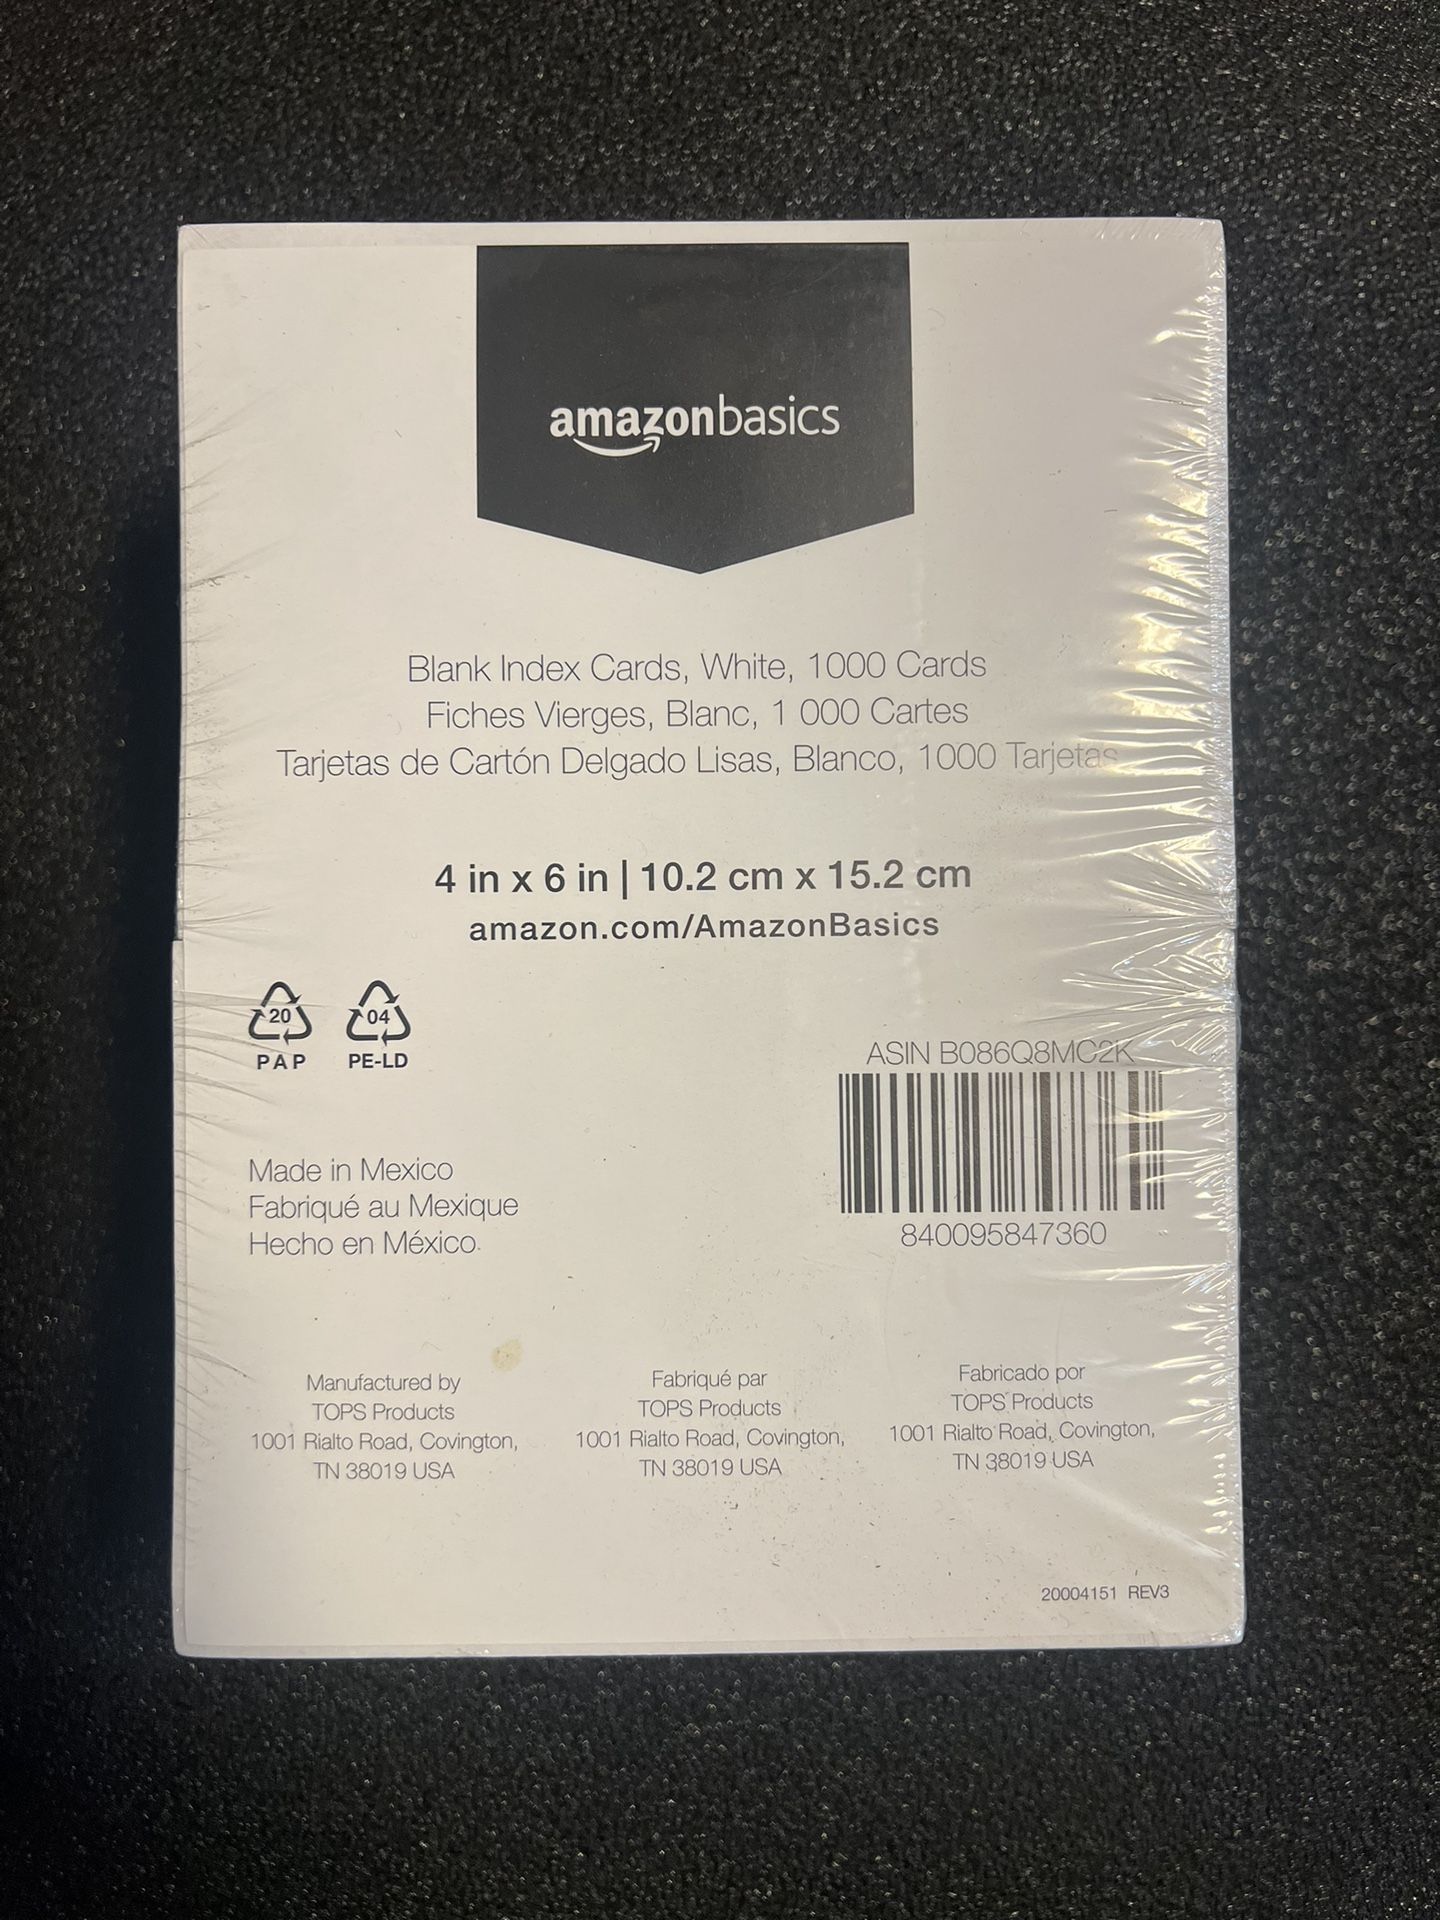 amazonbasics
Blank Index Cards, White, 1000 Cards
Fiches Vierges, Blanc, 1 000 Cartes
Tarjetas de Cartón Delgado Lisas, Blanco, 1000 Tarjetas
4 in x 6 in | 10.2 cm x 15.2 cm
amazon.com/AmazonBasics
20 04
PAP PE-LD
ASIN B086Q8MC2K
840095847360
Made in Mexico
Fabriqué au Mexique
Hecho en México
Manufactured by
TOPS Products
1001 Rialto Road, Covington,
TN 38019 USA
Fabriqué par
TOPS Products
1001 Rialto Road, Covington,
TN 38019 USA
Fabricado por
TOPS Products
1001 Rialto Road, Covington,
TN 38019 USA
20004151 REV3